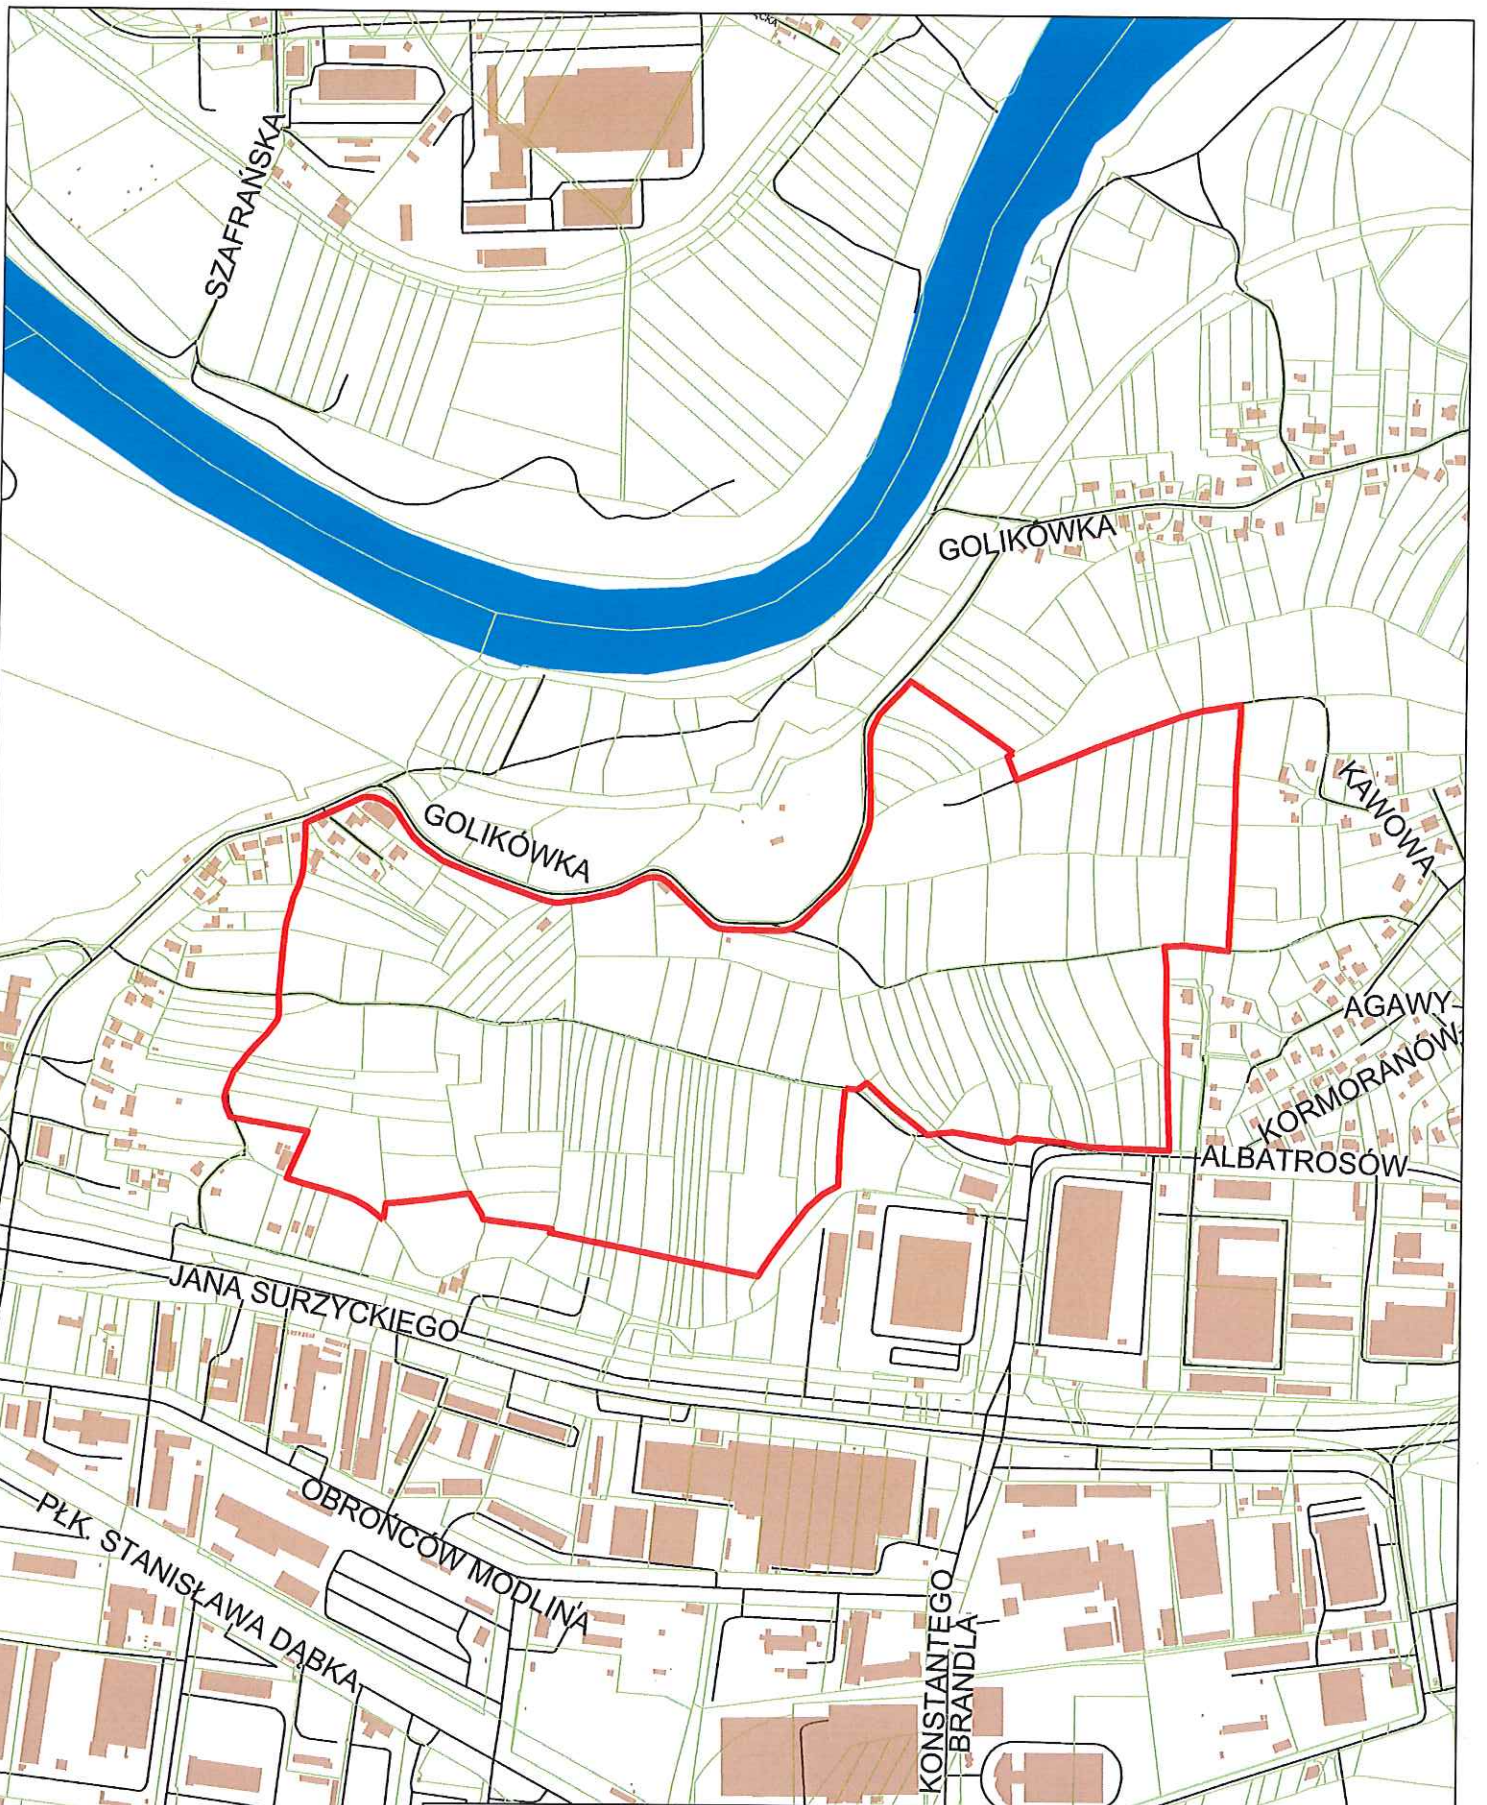 SZAFRAŃSKA
GOLIKÓWKA
GOLIKÓWKA
KAWOWA
AGAWY
KORMORANÓW
ALBATROSÓW
JANA SURZYCKIEGO
OBROŃCÓW MODLINA
PŁK. STANISŁAWA DĄBKA
KONSTANTEGO
BRANDLA